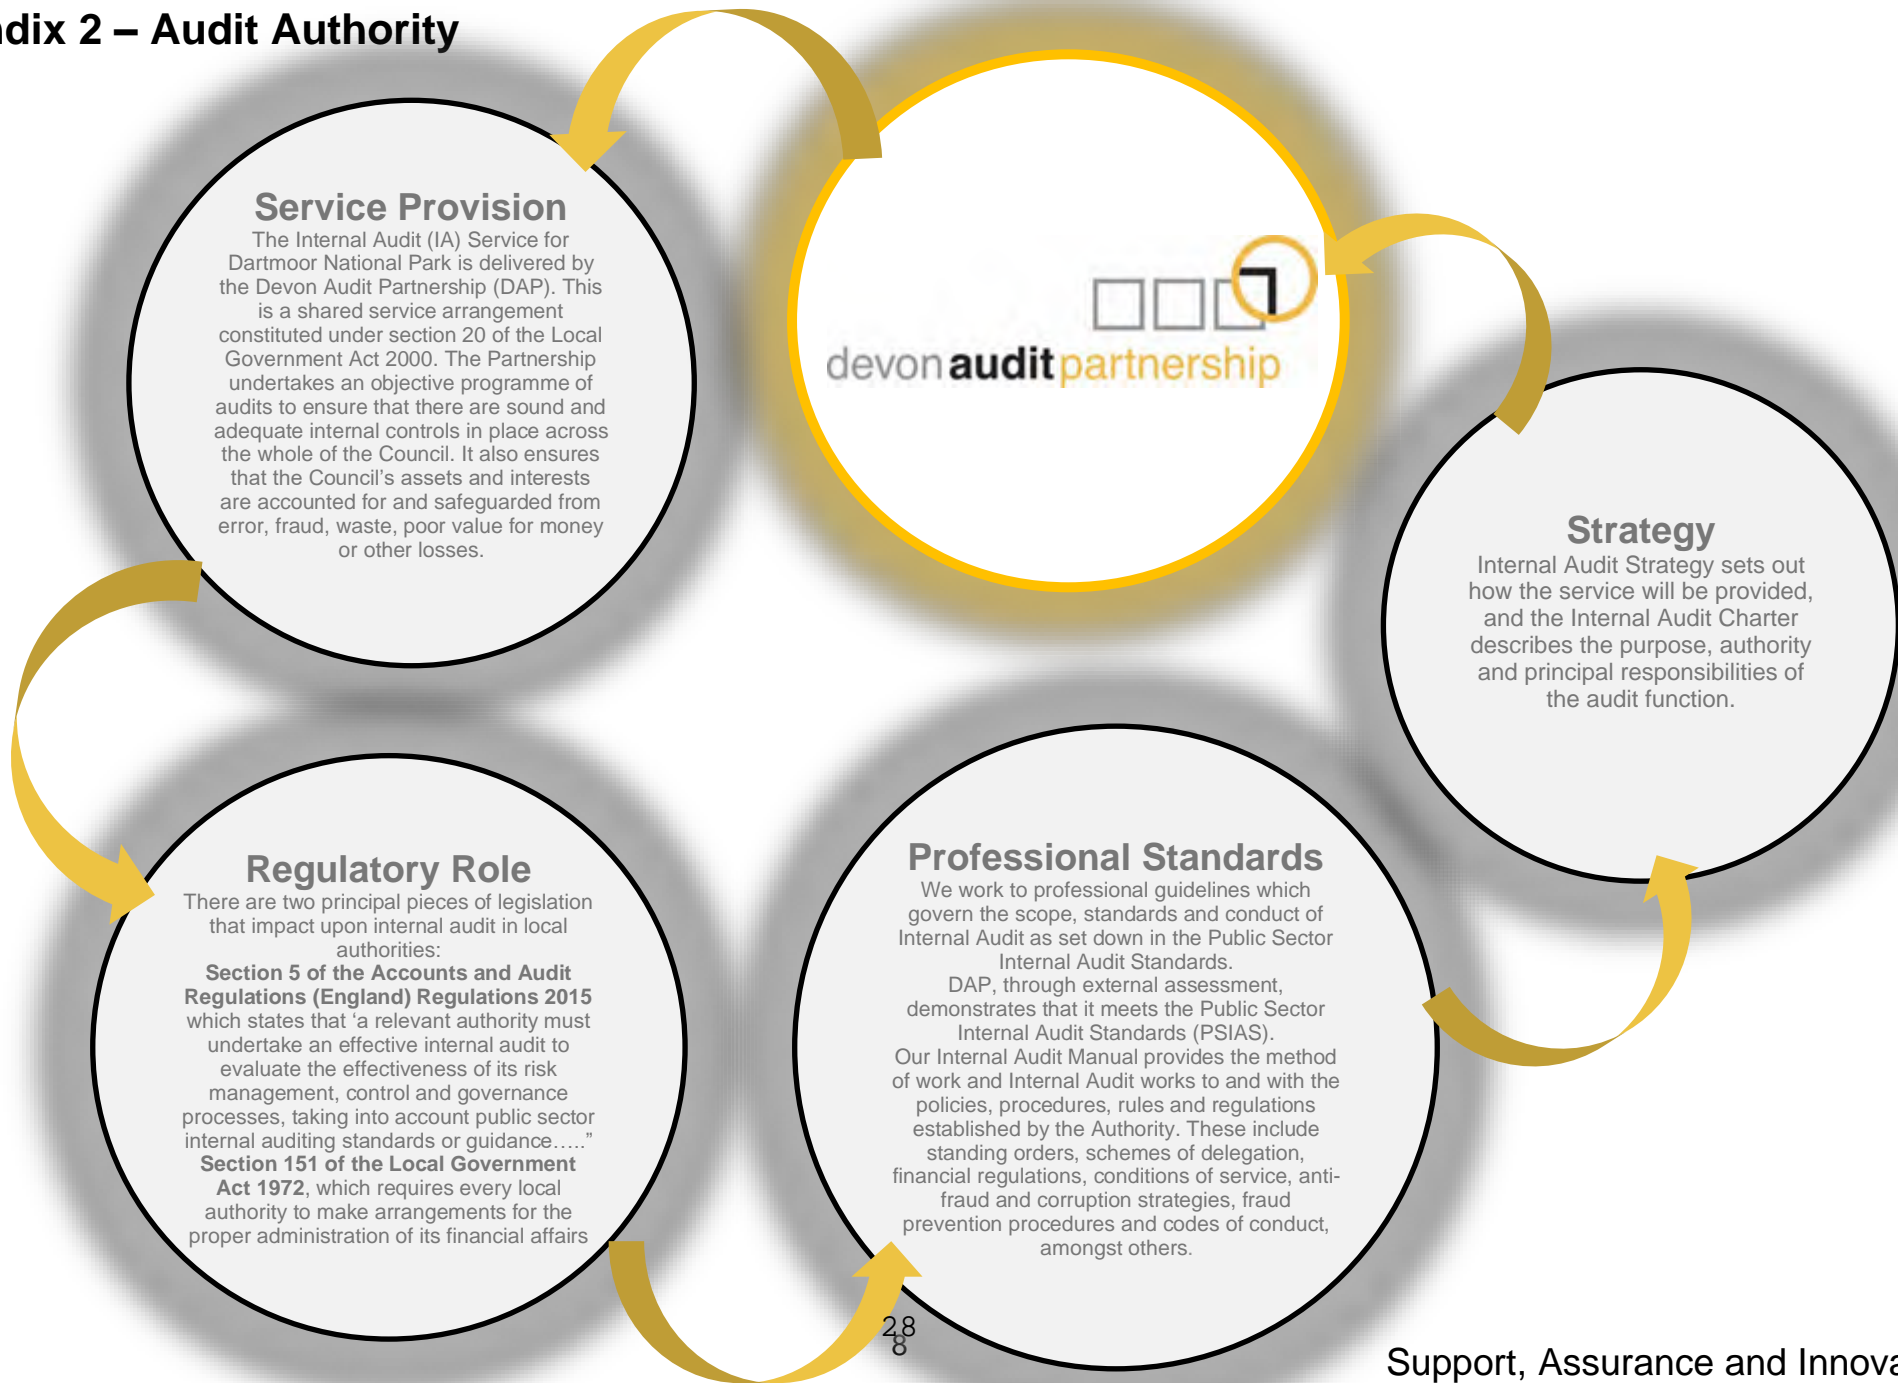 ndix 2 – Audit Authority
Service Provision
The Internal Audit (IA) Service for
Dartmoor National Park is delivered by
the Devon Audit Partnership (DAP). This
is a shared service arrangement
constituted under section 20 of the Local
Government Act 2000. The Partnership
undertakes an objective programme of
audits to ensure that there are sound and
adequate internal controls in place across
the whole of the Council. It also ensures
that the Council’s assets and interests
are accounted for and safeguarded from
error, fraud, waste, poor value for money
or other losses.
devonauditpartnership
Strategy
Internal Audit Strategy sets out
how the service will be provided,
and the Internal Audit Charter
describes the purpose, authority
and principal responsibilities of
the audit function.
Regulatory Role
There are two principal pieces of legislation
that impact upon internal audit in local
authorities:
Section 5 of the Accounts and Audit
Regulations (England) Regulations 2015
which states that ‘a relevant authority must
undertake an effective internal audit to
evaluate the effectiveness of its risk
management, control and governance
processes, taking into account public sector
internal auditing standards or guidance…..”
Section 151 of the Local Government
Act 1972, which requires every local
authority to make arrangements for the
proper administration of its financial affairs
Professional Standards
We work to professional guidelines which
govern the scope, standards and conduct of
Internal Audit as set down in the Public Sector
Internal Audit Standards.
DAP, through external assessment,
demonstrates that it meets the Public Sector
Internal Audit Standards (PSIAS).
Our Internal Audit Manual provides the method
of work and Internal Audit works to and with the
policies, procedures, rules and regulations
established by the Authority. These include
standing orders, schemes of delegation,
financial regulations, conditions of service, anti-
fraud and corruption strategies, fraud
prevention procedures and codes of conduct,
amongst others.
28
8
Support, Assurance and Innova